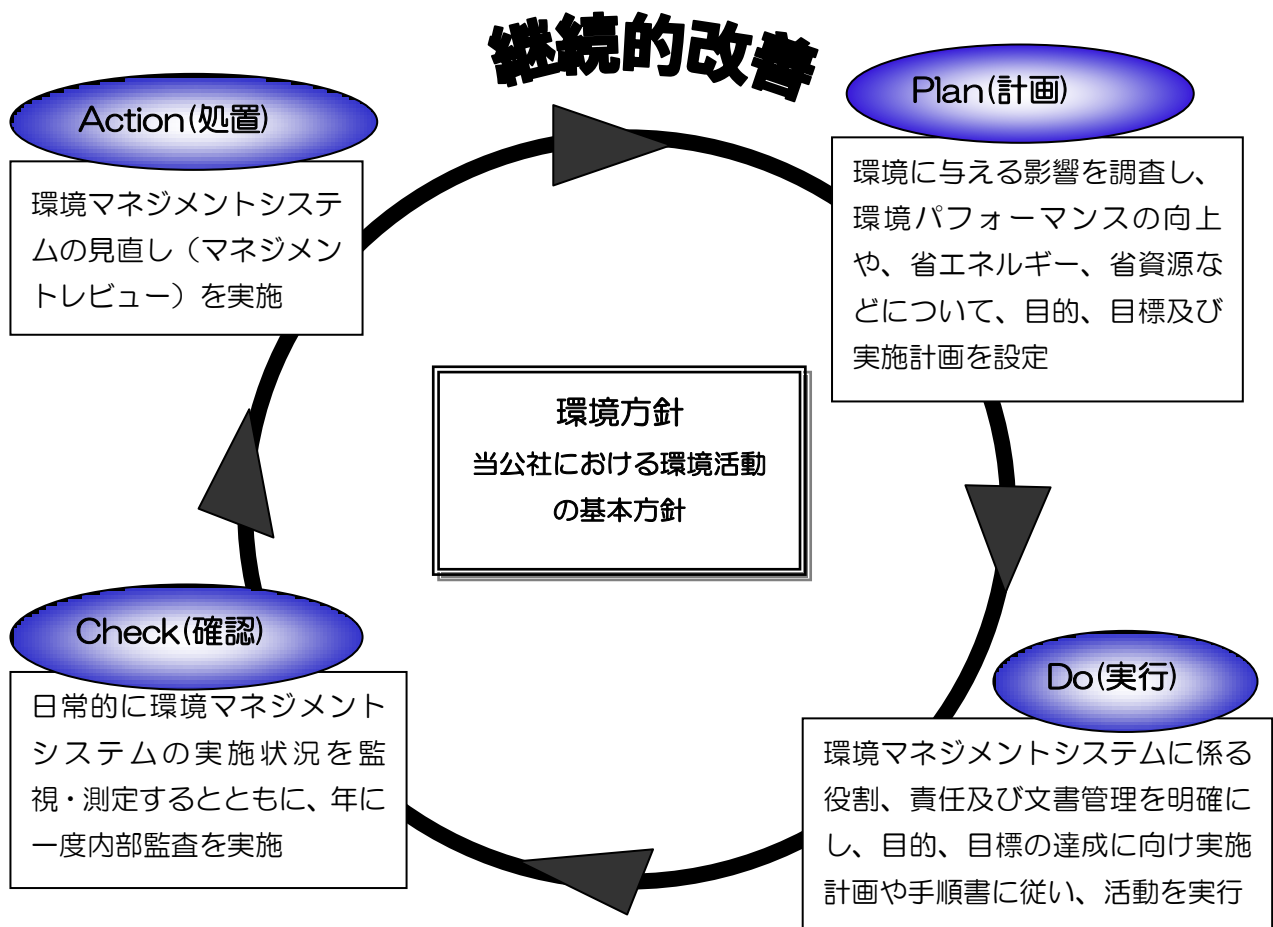 継続的改善
Plan(計画)
環境に与える影響を調査し、
環境パフォーマンスの向上
や、省エネルギー、省資源な
どについて、目的、目標及び
実施計画を設定
Action(処置)
環境マネジメントシステ
ムの見直し（マネジメン
トレビュー）を実施
環境方針
当公社における環境活動
の基本方針
Check(確認)
日常的に環境マネジメント
システムの実施状況を監
視・測定するとともに、年に
一度内部監査を実施
Do(実行)
環境マネジメントシステムに係る
役割、責任及び文書管理を明確に
し、目的、目標の達成に向け実施
計画や手順書に従い、活動を実行